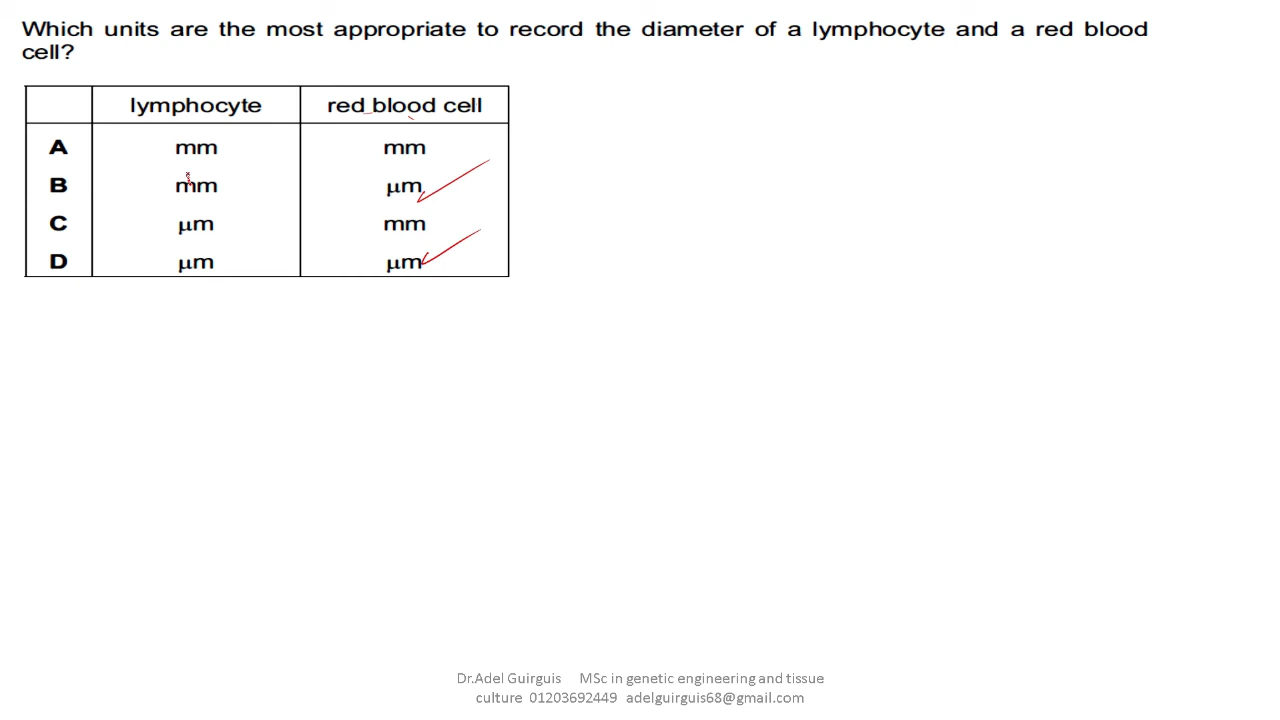 Which units are the most appropriate to record the diameter of a lymphocyte and a red blood
cell?
lymphocyte red blood cell
A mm mm
B mm µm
C µm mm
D µm µm
Dr.Adel Guirguis MSc in genetic engineering and tissue
culture 01203692449 adelguirguis68@gmail.com